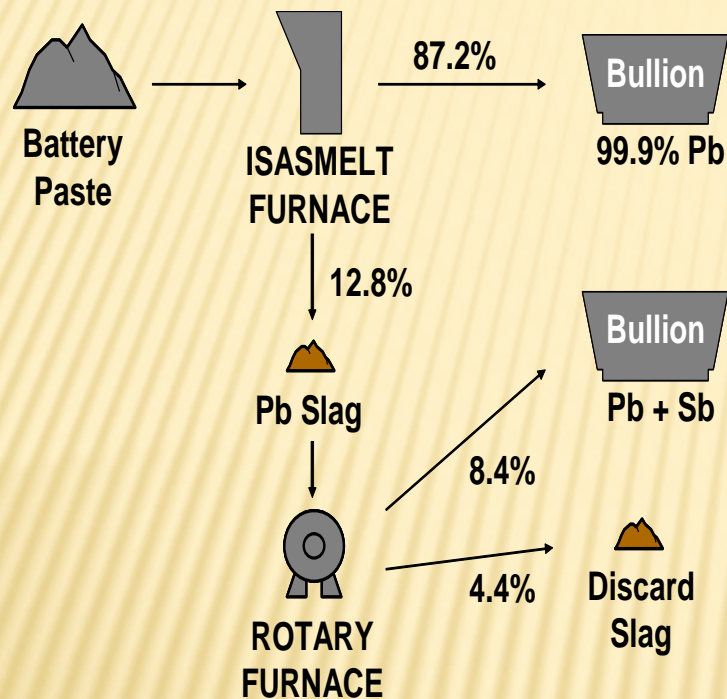 87.2%
Bullion
Battery
Paste
ISASMELT
FURNACE
99.9% Pb
12.8%
Bullion
Pb Slag
Pb + Sb
8.4%
4.4%
Discard
Slag
ROTARY
FURNACE